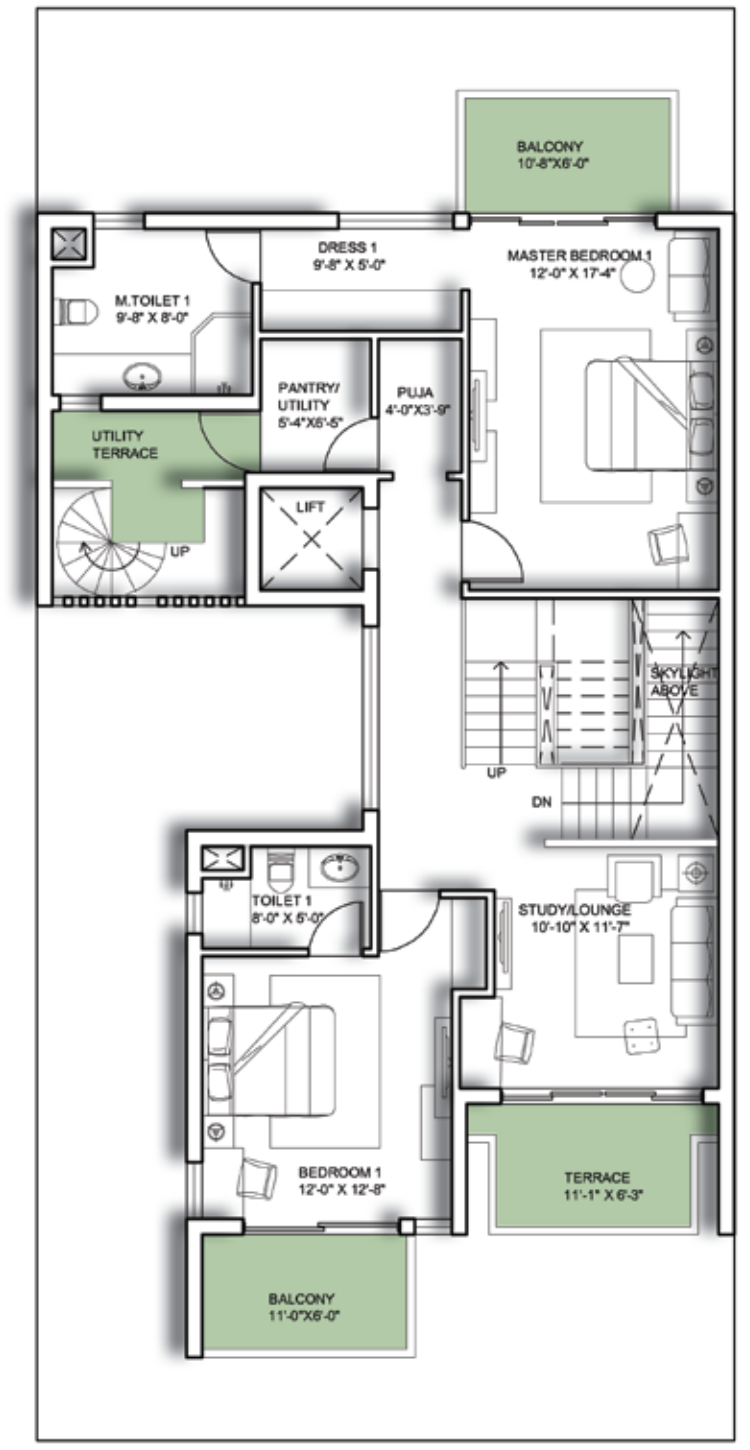 BALCONY
10'-8"X6'-0"
DRESS 1
9'-8" X 5'-0"
MASTER BEDROOM 1
12'-0" X 17'-4"
M.TOILET 1
9'-8" X 8'-0"
PANTRY/
UTILITY
5'-4"X6'-5"
PUJA
4'-0"X3'-9"
UTILITY
TERRACE
LIFT
UP
SKYLIGHT
ABOVE
UP
DN
TOILET 1
8'-0" X 5'-0"
STUDY/LOUNGE
10'-10" X 11'-7"
BEDROOM 1
12'-0" X 12'-8"
TERRACE
11'-1" X 6'-3"
BALCONY
11'-0"X6'-0"